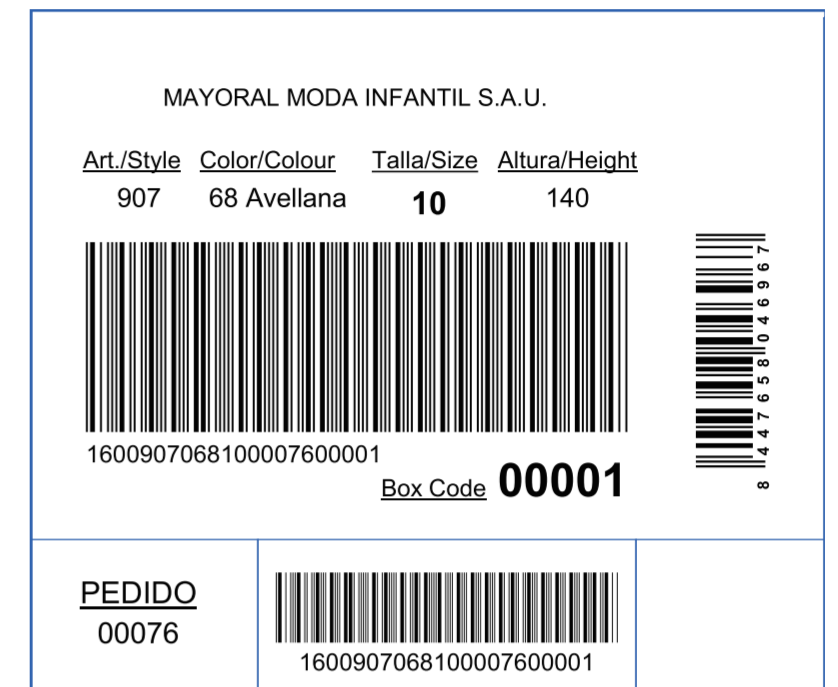 MAYORAL MODA INFANTIL S.A.U.
Art./Style Color/Colour Talla/Size Altura/Height
907 68 Avellana 10 140
1600907068100007600001
Box Code 00001
8 447658 046967
PEDIDO
00076
1600907068100007600001